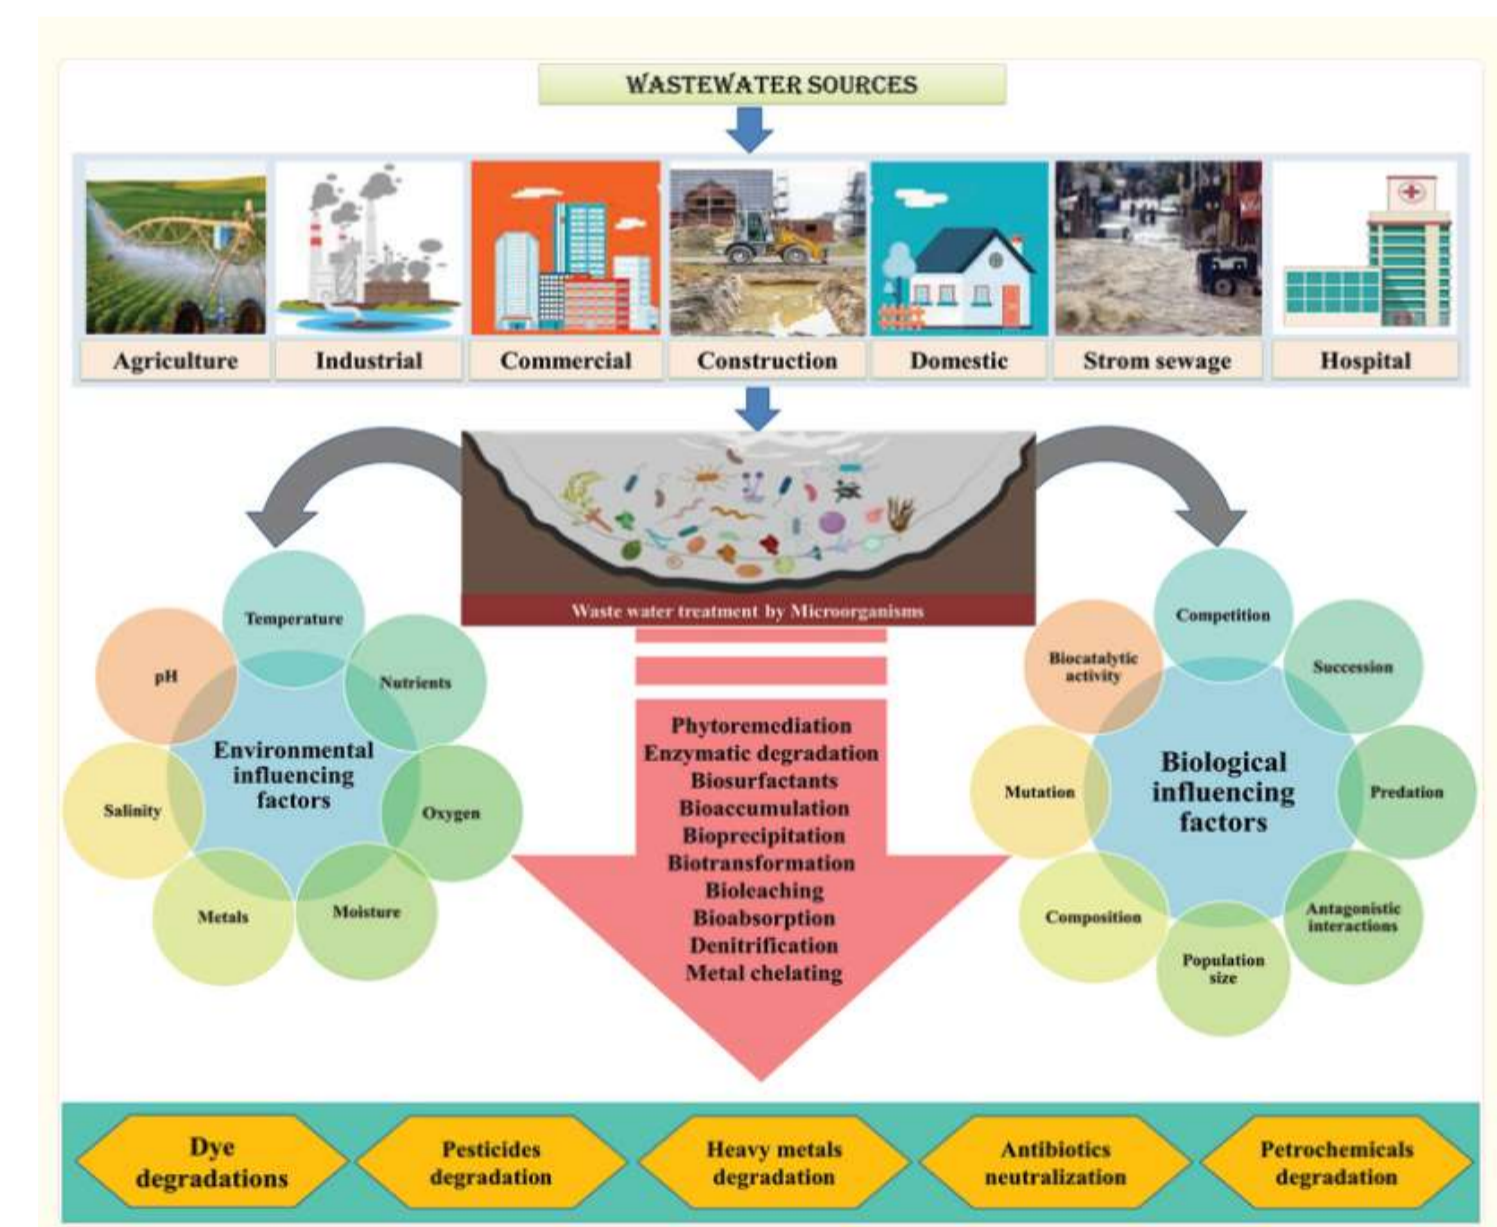 WASTEWATER SOURCES
Agriculture
Industrial
Commercial
Construction
Domestic
Strom sewage
Hospital
Waste water treatment by Microorganisms
Temperature
Nutrients
Oxygen
Moisture
Metals
Salinity
pH
Environmental
influencing
factors
Phytoremediation
Enzymatic degradation
Biosurfactants
Bioaccumulation
Bioprecipitation
Biotransformation
Bioleaching
Bioabsorption
Denitrification
Metal chelating
Competition
Succession
Predation
Antagonistic
interactions
Population
size
Composition
Mutation
Biocatalytic
activity
Biological
influencing
factors
Dye
degradations
Pesticides
degradation
Heavy metals
degradation
Antibiotics
neutralization
Petrochemicals
degradation